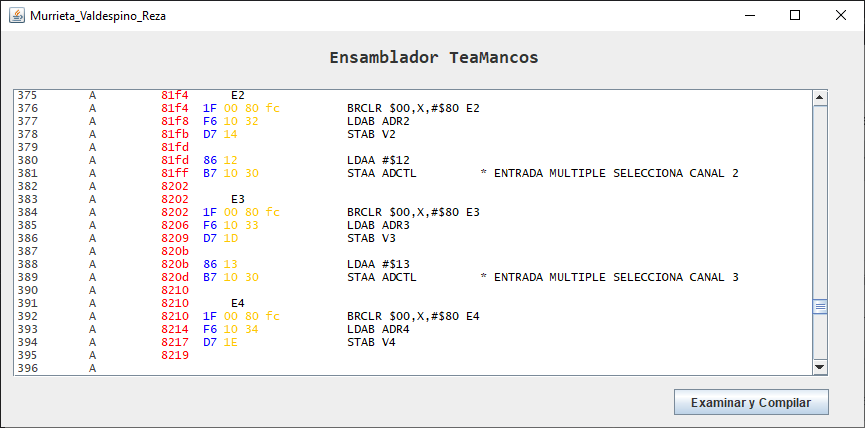 Murrieta_Valdespino_Reza
Ensamblador TeaMancos
375 A 81f4 E2
376 A 81f4 1F 00 80 fc BRCLR $00,X,#$80 E2
377 A 81f8 F6 10 32 LDAB ADR2
378 A 81fb D7 14 STAB V2
379 A 81fd
380 A 81fd 86 12 LDAA #$12
381 A 81ff B7 10 30 STAA ADCTL * ENTRADA MULTIPLE SELECCIONA CANAL 2
382 A 8202
383 A 8202 E3
384 A 8202 1F 00 80 fc BRCLR $00,X,#$80 E3
385 A 8206 F6 10 33 LDAB ADR3
386 A 8209 D7 1D STAB V3
387 A 820b
388 A 820b 86 13 LDAA #$13
389 A 820d B7 10 30 STAA ADCTL * ENTRADA MULTIPLE SELECCIONA CANAL 3
390 A 8210
391 A 8210 E4
392 A 8210 1F 00 80 fc BRCLR $00,X,#$80 E4
393 A 8214 F6 10 34 LDAB ADR4
394 A 8217 D7 1E STAB V4
395 A 8219
396 A
Examinar y Compilar